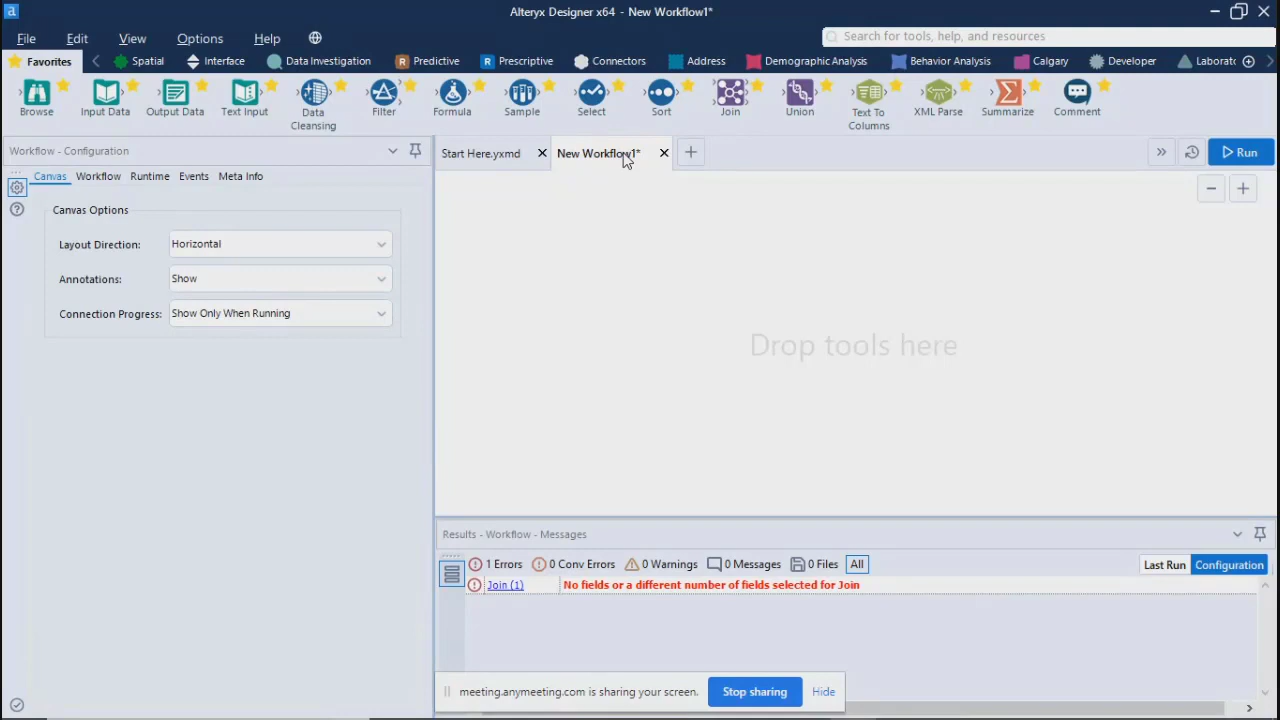 a
Alteryx Designer x64 - New Workflow1*
File Edit View Options Help
Search for tools, help, and resources
Favorites Spatial Interface Data Investigation R Predictive R Prescriptive Connectors Address Demographic Analysis Behavior Analysis Calgary Developer Laborat
Browse Input Data Output Data Text Input Data Cleansing Filter Formula Sample Select Sort Join Union Text To Columns XML Parse Summarize Comment
Workflow - Configuration
Start Here.yxmd New Workflow1* Run
Canvas Workflow Runtime Events Meta Info
Canvas Options
Layout Direction: Horizontal
Annotations: Show
Connection Progress: Show Only When Running
Drop tools here
Results - Workflow - Messages
1 Errors 0 Conv Errors 0 Warnings 0 Messages 0 Files All Last Run Configuration
Join (1) No fields or a different number of fields selected for Join
meeting.anymeeting.com is sharing your screen. Stop sharing Hide